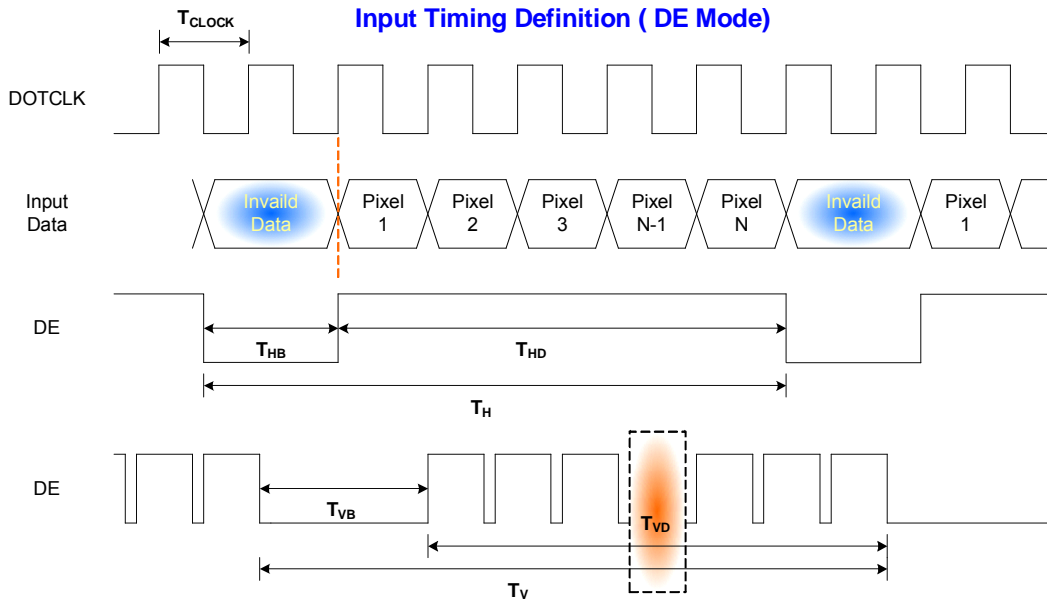 Input Timing Definition ( DE Mode)
TCLOCK
DOTCLK
Input
Data
Invaild
Data
Pixel
1
Pixel
2
Pixel
3
Pixel
N-1
Pixel
N
Invaild
Data
Pixel
1
DE
THB
THD
TH
DE
TVB
TVD
TV